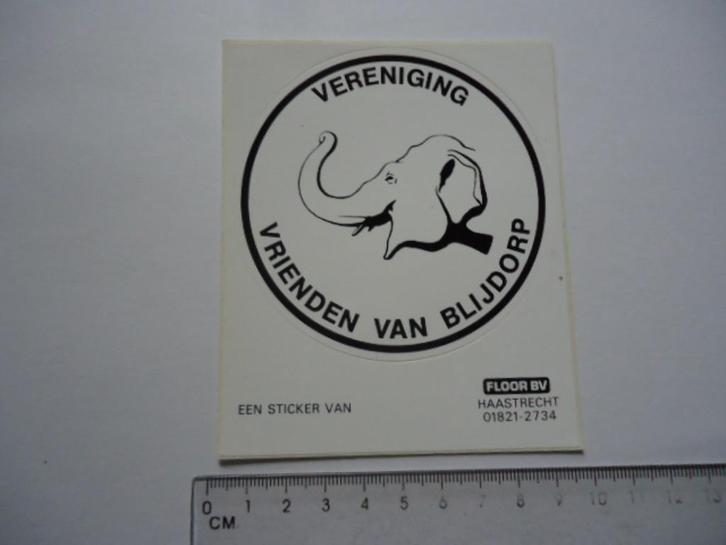 VERENIGING
VRIENDEN VAN BLIJDORP
FLOOR BV
EEN STICKER VAN
HAASTRECHT
01821-2734
0 1 2 3 4 5 6 7 8 9 10 11 12 13
CM